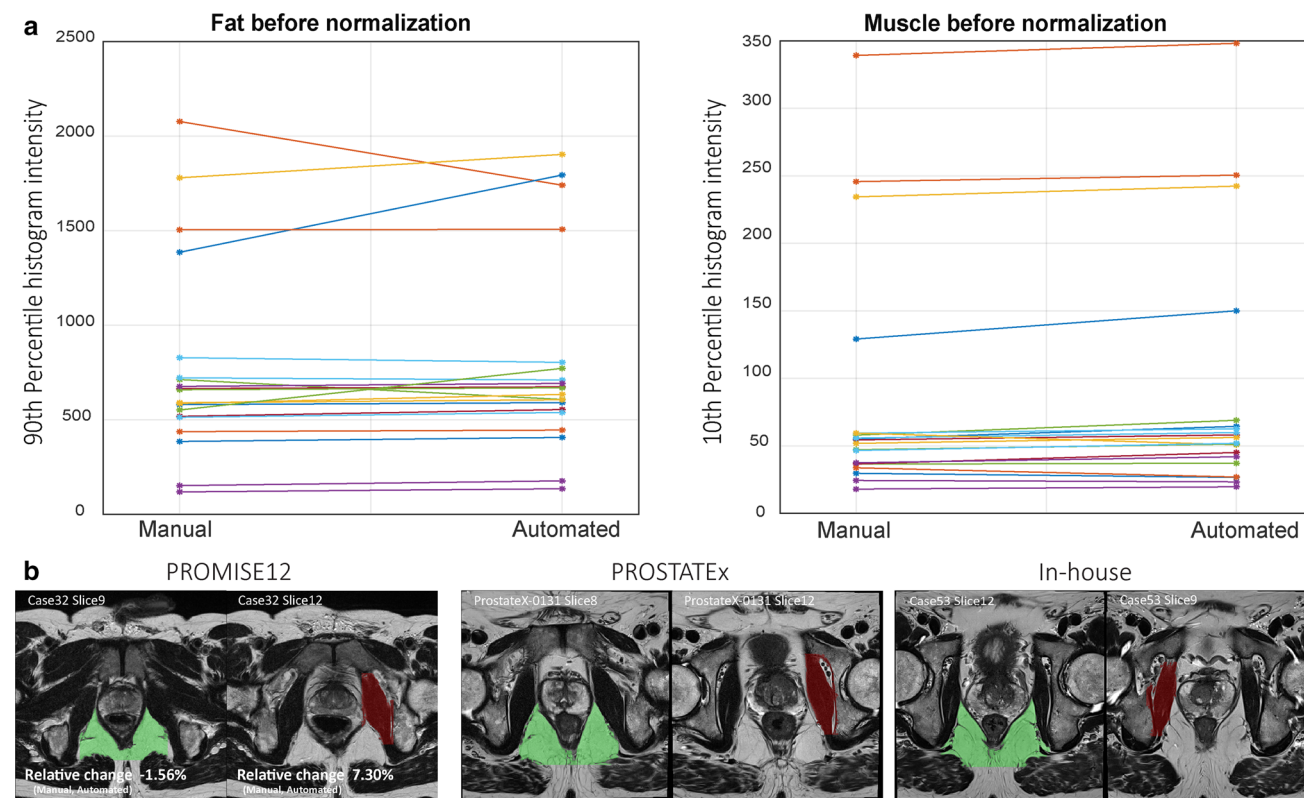 a
Fat before normalization
90th Percentile histogram intensity
2500
2000
1500
1000
500
0
Manual Automated
Muscle before normalization
10th Percentile histogram intensity
350
300
250
200
150
100
50
0
Manual Automated
b
PROMISE12
Case32 Slice9
Relative change -1.56%
(Manual, Automated)
Case32 Slice12
Relative change 7.30%
(Manual, Automated)
PROSTATEx
ProstateX-0131 Slice8
ProstateX-0131 Slice12
In-house
Case53 Slice12
Case53 Slice9